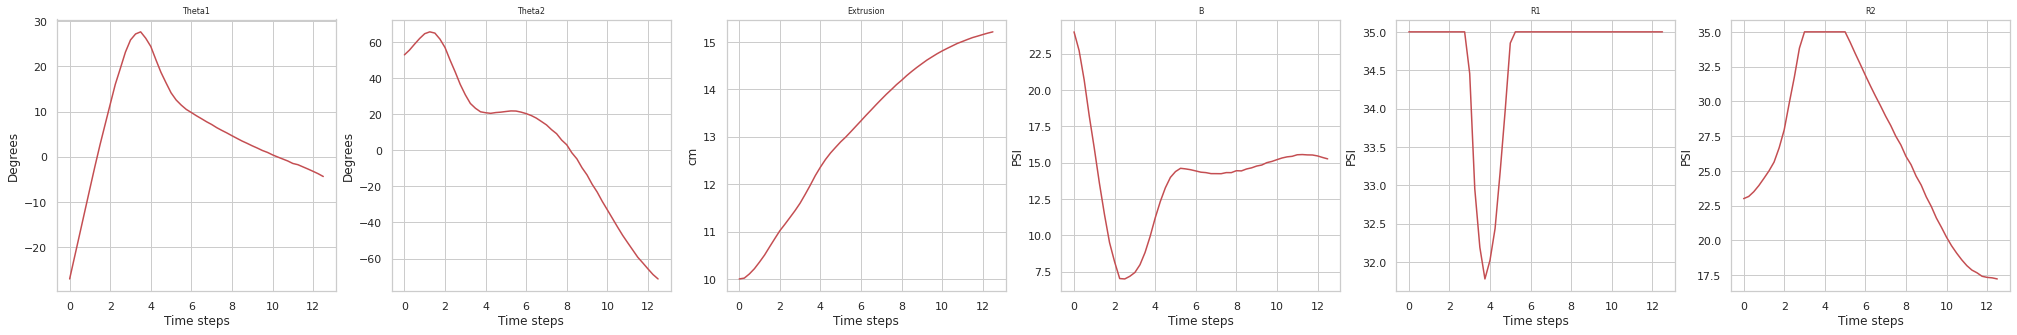 Theta1
Degrees
30
20
10
0
−10
−20
0 2 4 6 8 10 12
Time steps
Theta2
Degrees
60
40
20
0
−20
−40
−60
0 2 4 6 8 10 12
Time steps
Extrusion
cm
15
14
13
12
11
10
0 2 4 6 8 10 12
Time steps
B
PSI
22.5
20.0
17.5
15.0
12.5
10.0
7.5
0 2 4 6 8 10 12
Time steps
R1
PSI
35.0
34.5
34.0
33.5
33.0
32.5
32.0
0 2 4 6 8 10 12
Time steps
R2
PSI
35.0
32.5
30.0
27.5
25.0
22.5
20.0
17.5
0 2 4 6 8 10 12
Time steps